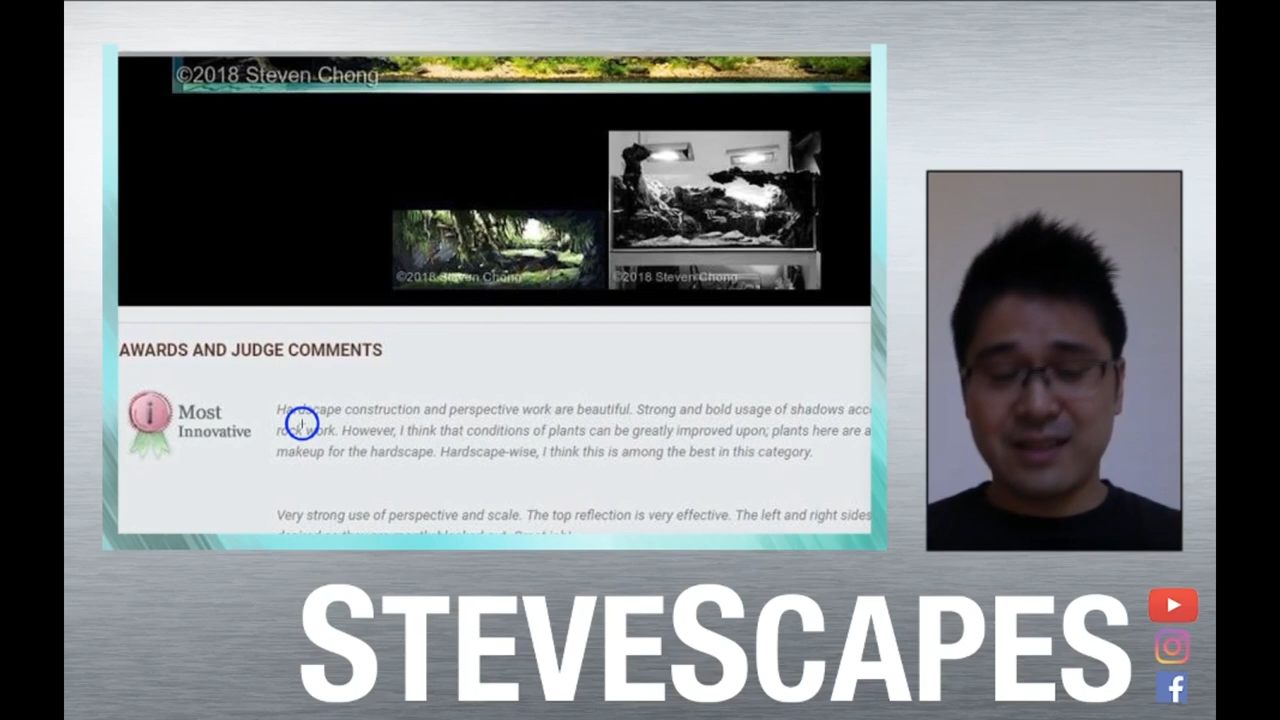 ©2018 Steven Chong
©2018 Steven Chong
©2018 Steven Chong
AWARDS AND JUDGE COMMENTS
i
Most
Innovative
Hardscape construction and perspective work are beautiful. Strong and bold usage of shadows
rock work. However, I think that conditions of plants can be greatly improved upon; plants here are a
makeup for the hardscape. Hardscape-wise, I think this is among the best in this category.
Very strong use of perspective and scale. The top reflection is very effective. The left and right sides
STEVESCAPES